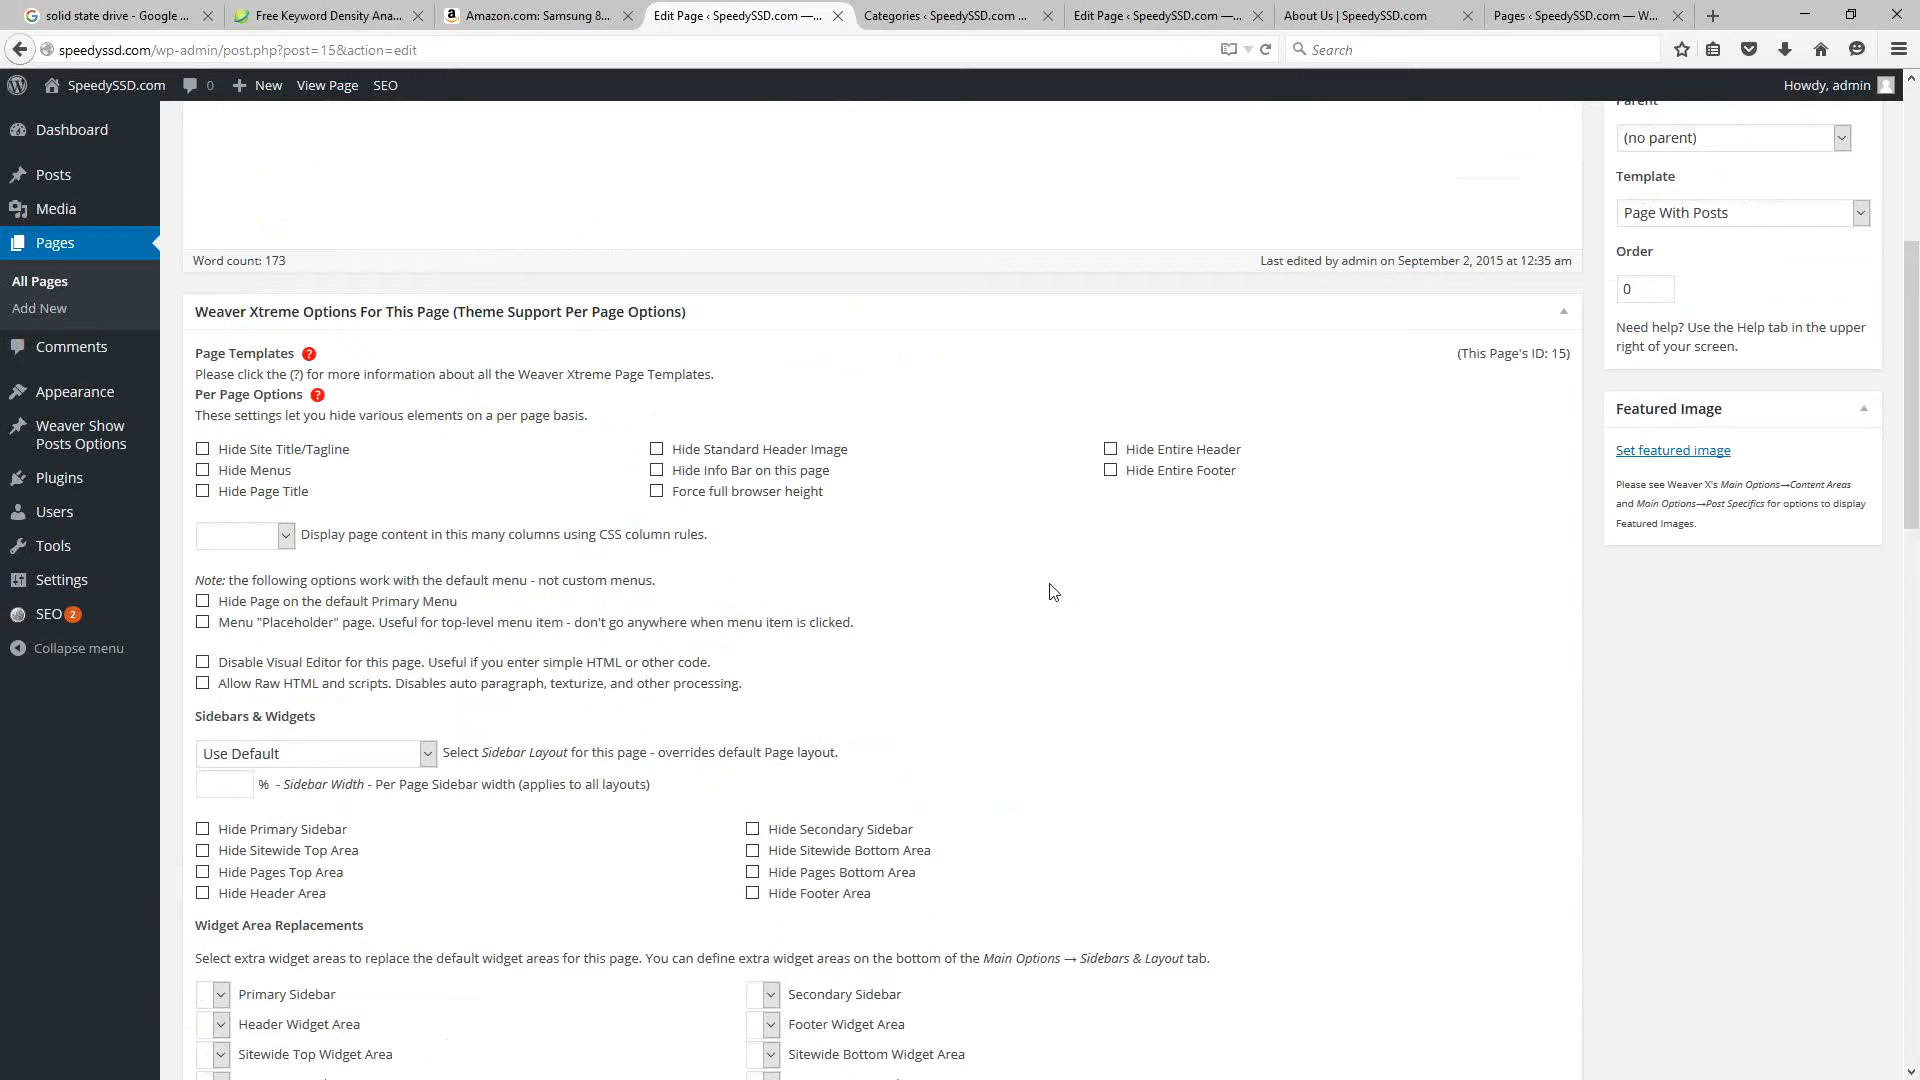 solid state drive - Google ...
Free Keyword Density Ana...
Amazon.com: Samsung 8...
Edit Page ‹ SpeedySSD.com —...
Categories ‹ SpeedySSD.com ...
Edit Page ‹ SpeedySSD.com —...
About Us | SpeedySSD.com
Pages ‹ SpeedySSD.com — W...
speedyssd.com/wp-admin/post.php?post=15&action=edit
Search
SpeedySSD.com
0
New
View Page
SEO
Howdy, admin
Dashboard
Posts
Media
Pages
All Pages
Add New
Comments
Appearance
Weaver Show
Posts Options
Plugins
Users
Tools
Settings
SEO 2
Collapse menu
Word count: 173
Last edited by admin on September 2, 2015 at 12:35 am
Weaver Xtreme Options For This Page (Theme Support Per Page Options)
Page Templates ?
(This Page's ID: 15)
Please click the (?) for more information about all the Weaver Xtreme Page Templates.
Per Page Options ?
These settings let you hide various elements on a per page basis.
Hide Site Title/Tagline
Hide Standard Header Image
Hide Entire Header
Hide Menus
Hide Info Bar on this page
Hide Entire Footer
Hide Page Title
Force full browser height
Display page content in this many columns using CSS column rules.
Note: the following options work with the default menu - not custom menus.
Hide Page on the default Primary Menu
Menu "Placeholder" page. Useful for top-level menu item - don't go anywhere when menu item is clicked.
Disable Visual Editor for this page. Useful if you enter simple HTML or other code.
Allow Raw HTML and scripts. Disables auto paragraph, texturize, and other processing.
Sidebars & Widgets
Use Default
Select Sidebar Layout for this page - overrides default Page layout.
% - Sidebar Width - Per Page Sidebar width (applies to all layouts)
Hide Primary Sidebar
Hide Secondary Sidebar
Hide Sitewide Top Area
Hide Sitewide Bottom Area
Hide Pages Top Area
Hide Pages Bottom Area
Hide Header Area
Hide Footer Area
Widget Area Replacements
Select extra widget areas to replace the default widget areas for this page. You can define extra widget areas on the bottom of the Main Options → Sidebars & Layout tab.
Primary Sidebar
Secondary Sidebar
Header Widget Area
Footer Widget Area
Sitewide Top Widget Area
Sitewide Bottom Widget Area
Parent
(no parent)
Template
Page With Posts
Order
0
Need help? Use the Help tab in the upper
right of your screen.
Featured Image
Set featured image
Please see Weaver X's Main Options→Content Areas
and Main Options→Post Specifics for options to display
Featured Images.